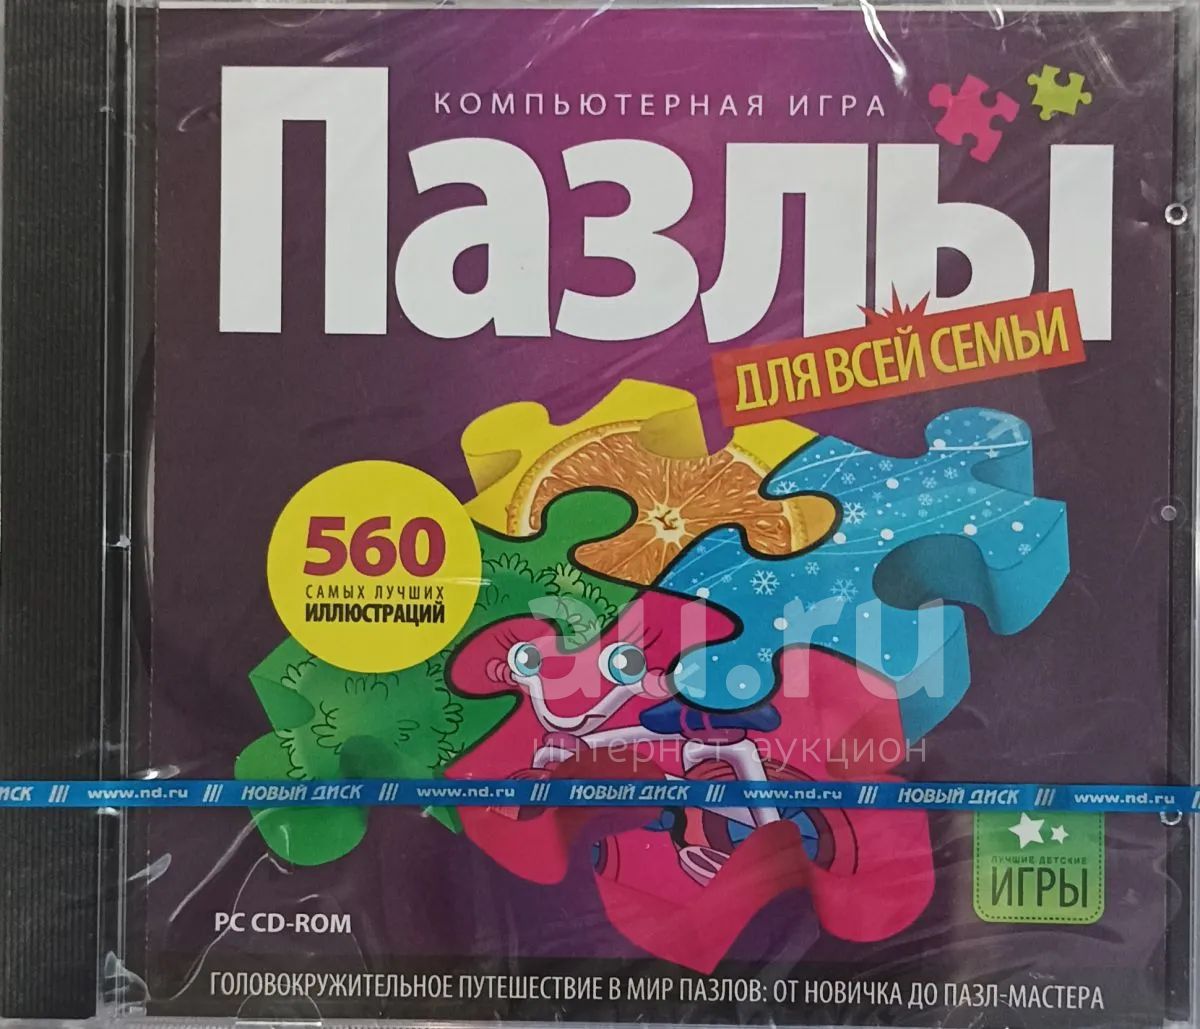 КОМПЬЮТЕРНАЯ ИГРА
Пазлы
ДЛЯ ВСЕЙ СЕМЬИ
560
САМЫХ ЛУЧШИХ
ИЛЛЮСТРАЦИЙ
au.ru
интернет-аукцион
ИСК /// www.nd.ru /// НОВЫЙ ДИСК /// www.nd.ru /// НОВЫЙ ДИСК /// www.nd.ru /// НОВЫЙ ДИСК /// www.nd.ru /
ЛУЧШИЕ ДЕТСКИЕ
ИГРЫ
PC CD-ROM
ГОЛОВОКРУЖИТЕЛЬНОЕ ПУТЕШЕСТВИЕ В МИР ПАЗЛОВ: ОТ НОВИЧКА ДО ПАЗЛ-МАСТЕРА